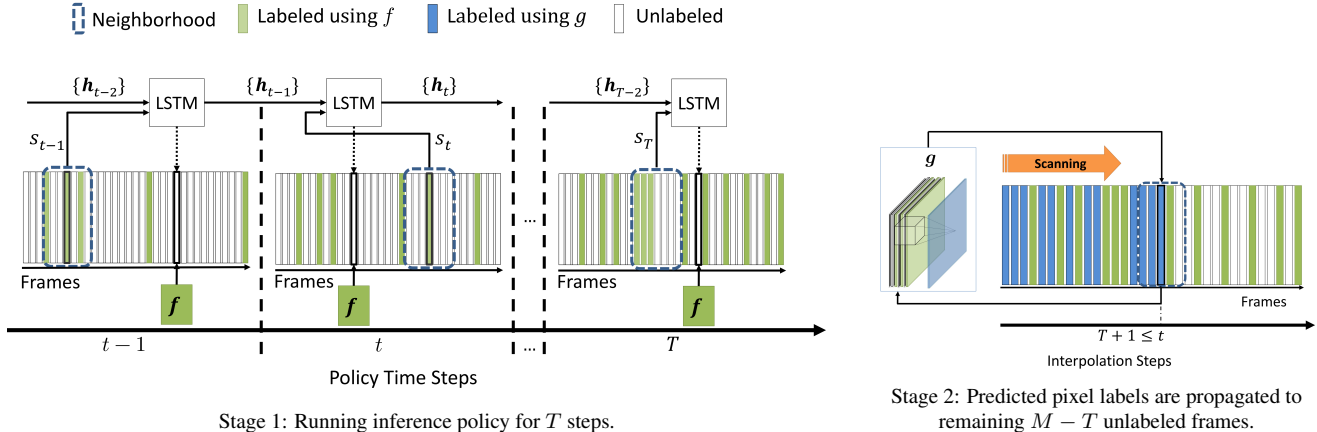 Neighborhood
Labeled using f
Labeled using g
Unlabeled
{h_{t−2}}
LSTM
{h_{t−1}}
LSTM
{h_t}
{h_{T−2}}
LSTM
s_{t−1}
s_t
s_T
...
Frames
Frames
Frames
f
f
f
t − 1
t
...
T
Policy Time Steps
Stage 1: Running inference policy for T steps.
g
Scanning
Frames
T + 1 ≤ t
Interpolation Steps
Stage 2: Predicted pixel labels are propagated to
remaining M − T unlabeled frames.